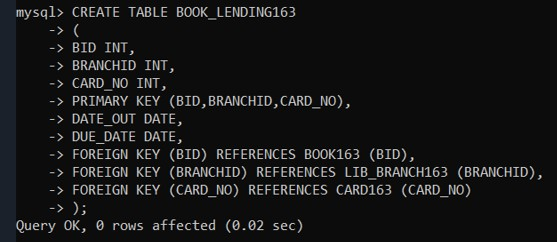 mysql> CREATE TABLE BOOK_LENDING163
-> (
-> BID INT,
-> BRANCHID INT,
-> CARD_NO INT,
-> PRIMARY KEY (BID,BRANCHID,CARD_NO),
-> DATE_OUT DATE,
-> DUE_DATE DATE,
-> FOREIGN KEY (BID) REFERENCES BOOK163 (BID),
-> FOREIGN KEY (BRANCHID) REFERENCES LIB_BRANCH163 (BRANCHID),
-> FOREIGN KEY (CARD_NO) REFERENCES CARD163 (CARD_NO)
-> );
Query OK, 0 rows affected (0.02 sec)